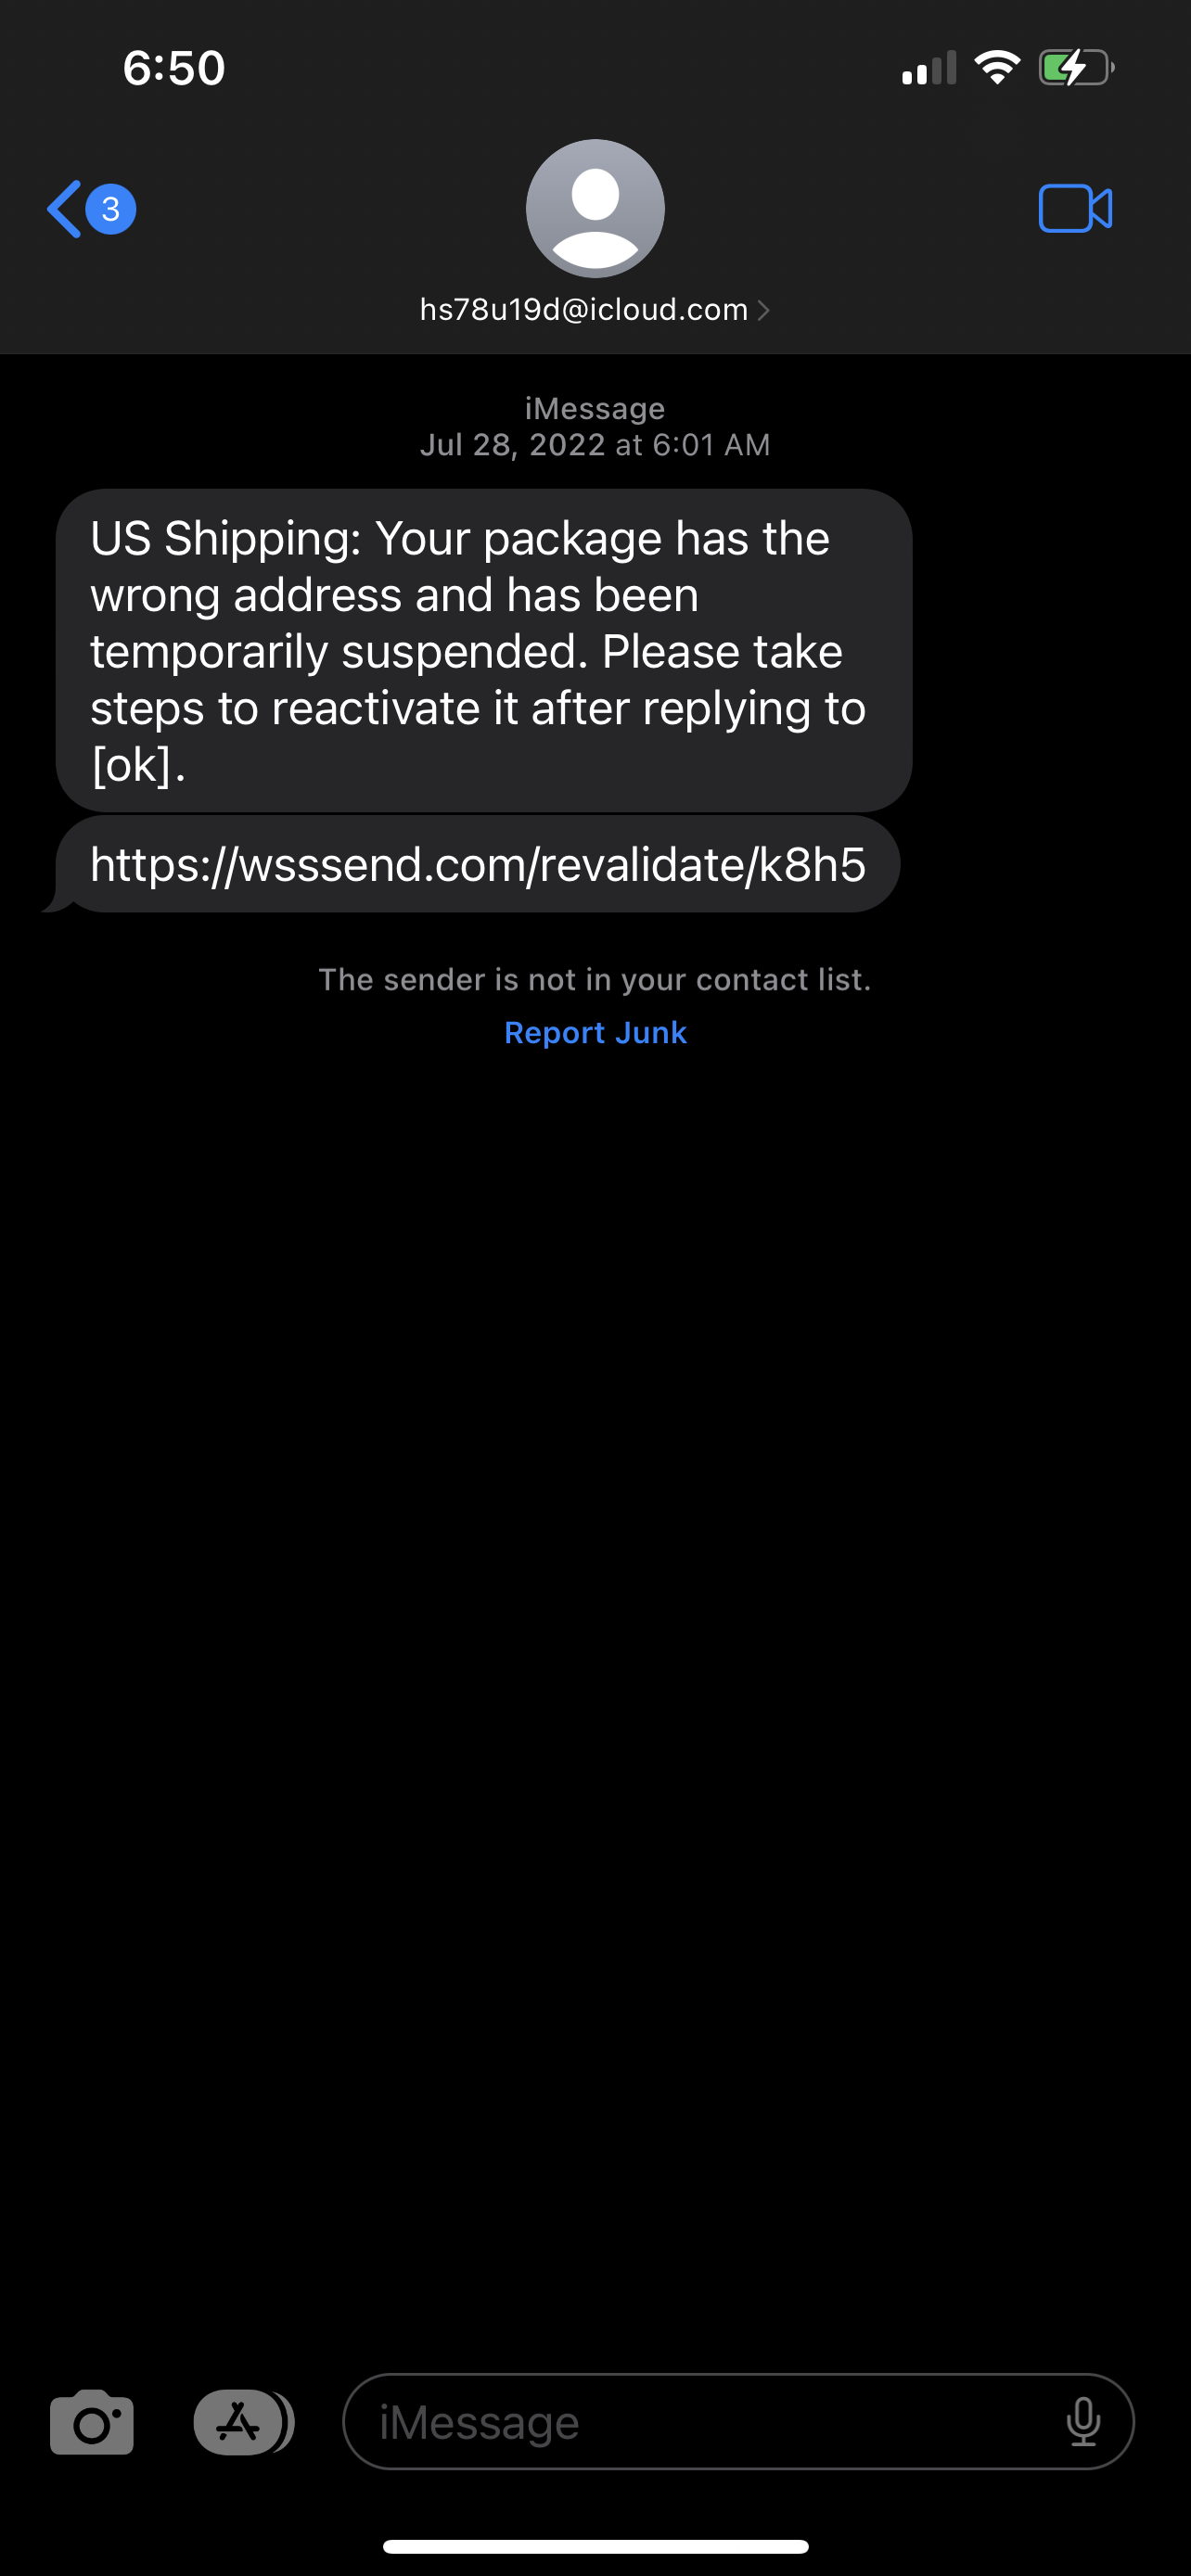 6:50
3
hs78u19d@icloud.com
iMessage
Jul 28, 2022 at 6:01 AM
US Shipping: Your package has the
wrong address and has been
temporarily suspended. Please take
steps to reactivate it after replying to
[ok].
https://wsssend.com/revalidate/k8h5
The sender is not in your contact list.
Report Junk
iMessage